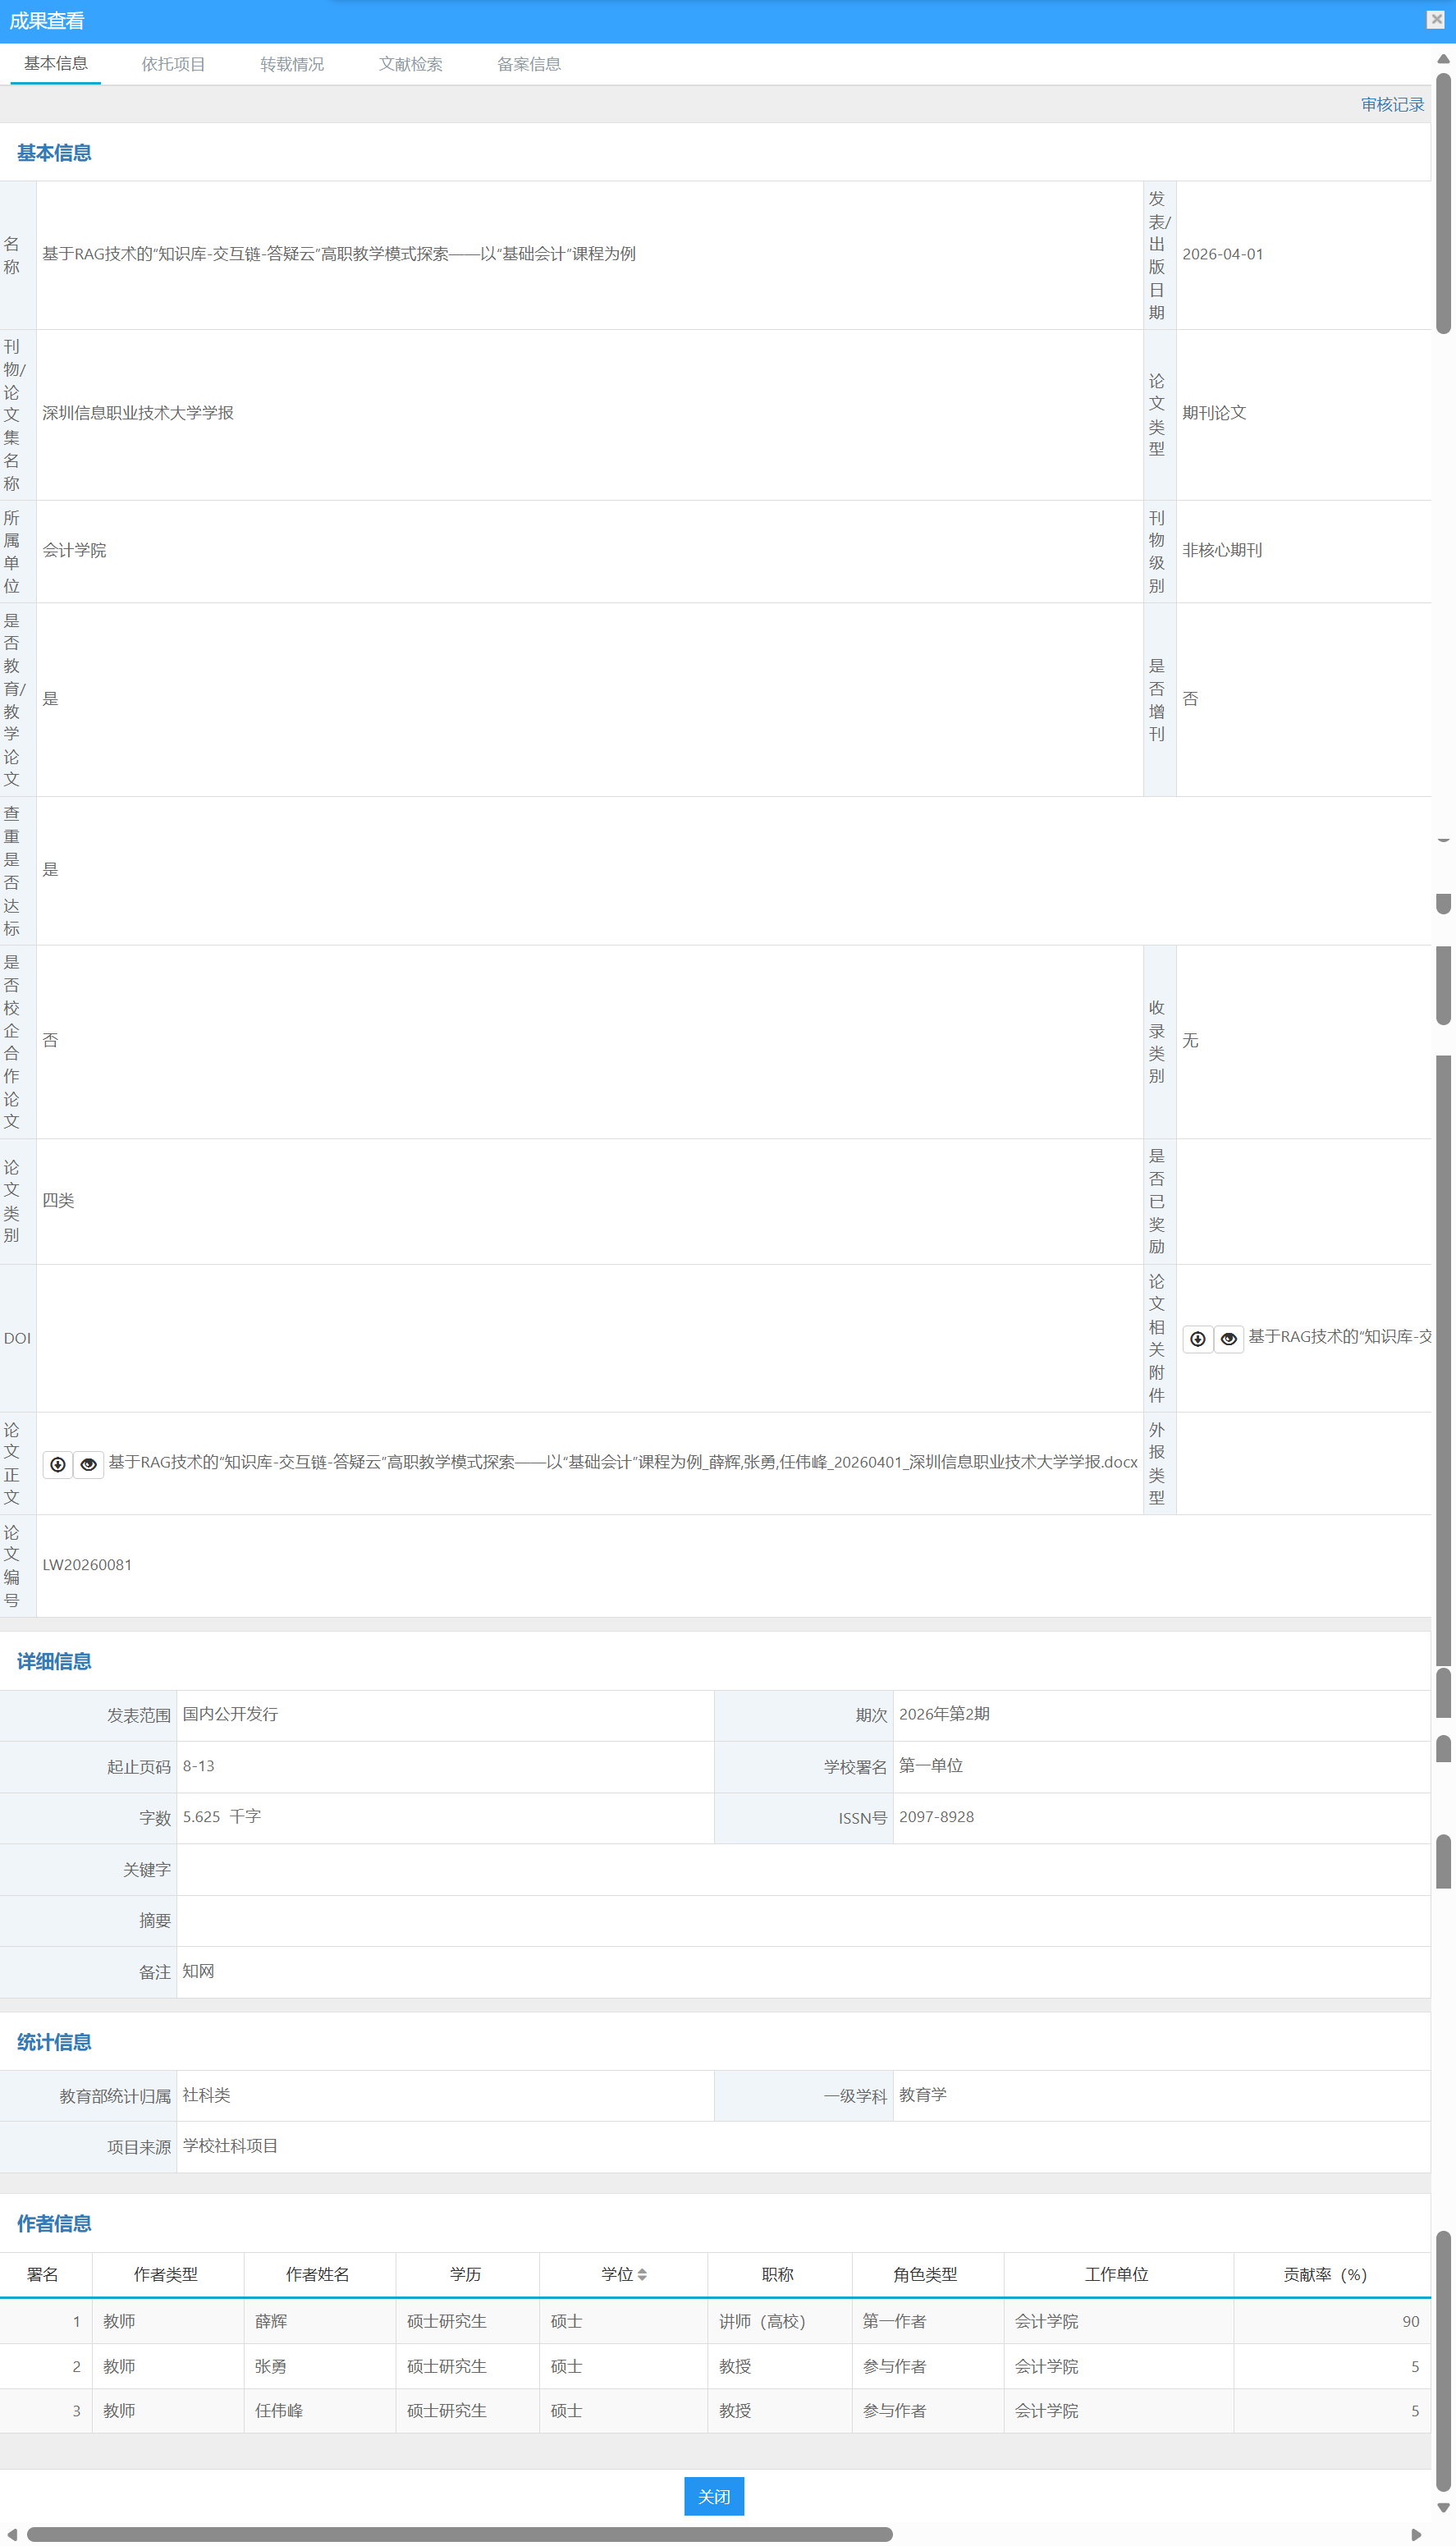 成果查看
基本信息 依托项目 转载情况 文献检索 备案信息
审核记录
基本信息
名称 基于RAG技术的“知识库-交互链-答疑云”高职教学模式探索——以“基础会计”课程为例 发表/出版日期 2026-04-01
刊物/论文集名称 深圳信息职业技术大学学报 论文类型 期刊论文
所属单位 会计学院 刊物级别 非核心期刊
是否教育/教学论文 是 是否增刊 否
查重是否达标 是
是否校企合作论文 否 收录类别 无
论文类别 四类 是否已奖励
DOI 论文相关附件 基于RAG技术的“知识库-交
论文正文 基于RAG技术的“知识库-交互链-答疑云”高职教学模式探索——以“基础会计”课程为例_薛辉,张勇,任伟峰_20260401_深圳信息职业技术大学学报.docx 外报类型
论文编号 LW20260081
详细信息
发表范围 国内公开发行 期次 2026年第2期
起止页码 8-13 学校署名 第一单位
字数 5.625 千字 ISSN号 2097-8928
关键字
摘要
备注 知网
统计信息
教育部统计归属 社科类 一级学科 教育学
项目来源 学校社科项目
作者信息
署名 作者类型 作者姓名 学历 学位 职称 角色类型 工作单位 贡献率（%）
1 教师 薛辉 硕士研究生 硕士 讲师（高校） 第一作者 会计学院 90
2 教师 张勇 硕士研究生 硕士 教授 参与作者 会计学院 5
3 教师 任伟峰 硕士研究生 硕士 教授 参与作者 会计学院 5
关闭